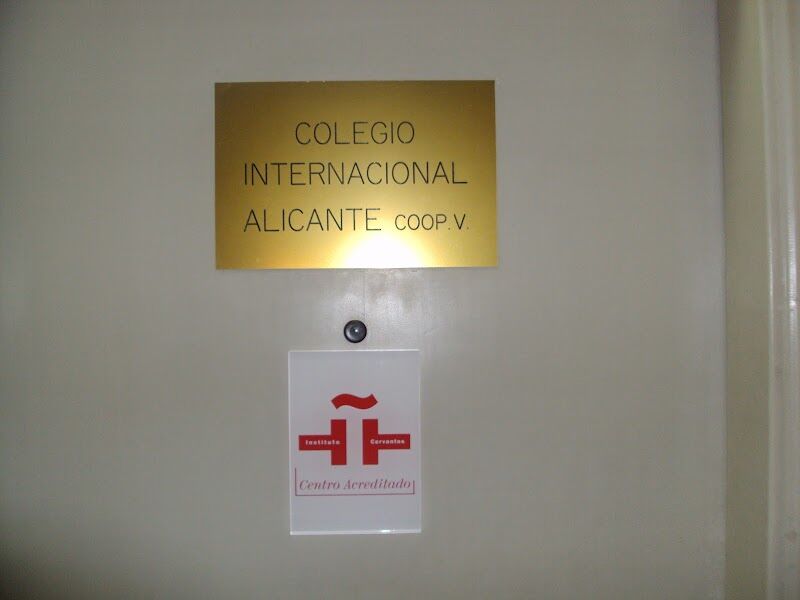 COLEGIO
INTERNACIONAL
ALICANTE COOP.V.
Instituto Cervantes
Centro Acreditado